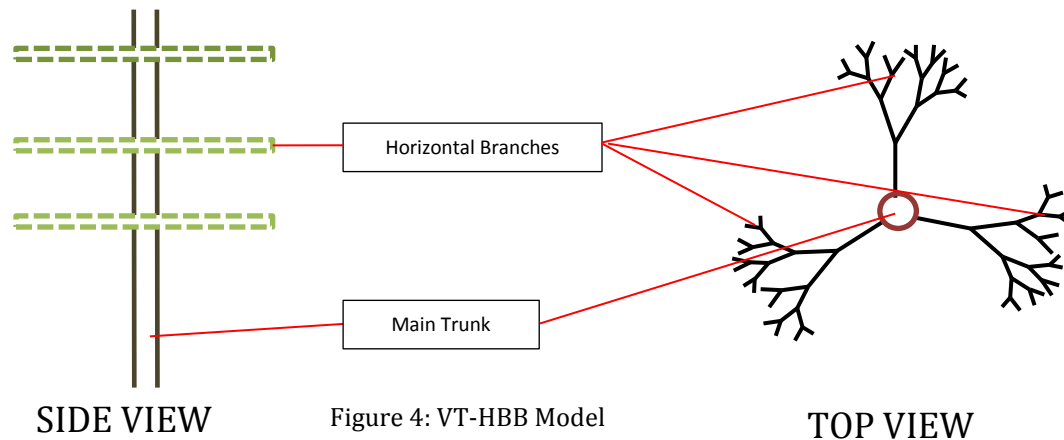 Horizontal Branches
Main Trunk
SIDE VIEW
Figure 4: VT-HBB Model
TOP VIEW